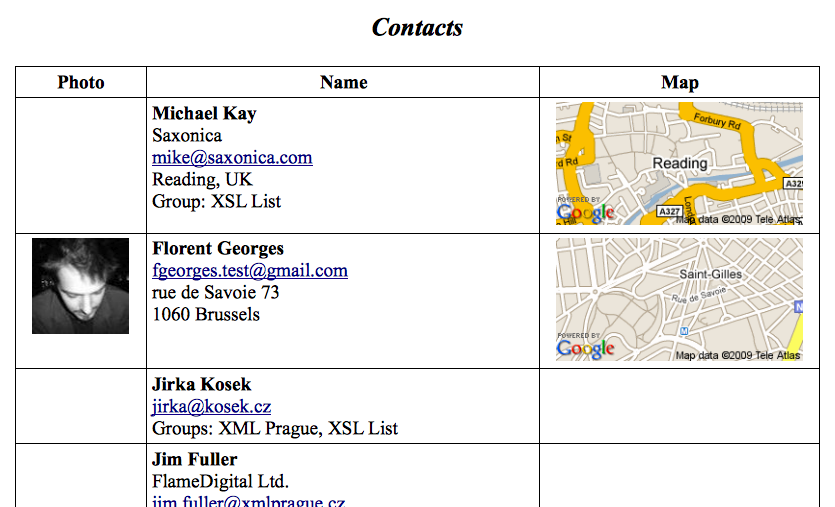 Contacts
Photo Name Map
Michael Kay
Saxonica
mike@saxonica.com
Reading, UK
Group: XSL List
Forbury Rd
St
rd Rd
Reading
A329
A327
POWERED BY
Google
Map data ©2009 Tele Atlas
Florent Georges
fgeorges.test@gmail.com
rue de Savoie 73
1060 Brussels
Saint-Gilles
Rue de Savoie
N
M
POWERED BY
Google
Map data ©2009 Tele Atlas
Jirka Kosek
jirka@kosek.cz
Groups: XML Prague, XSL List
Jim Fuller
FlameDigital Ltd.
jim.fuller@xmlprague.cz